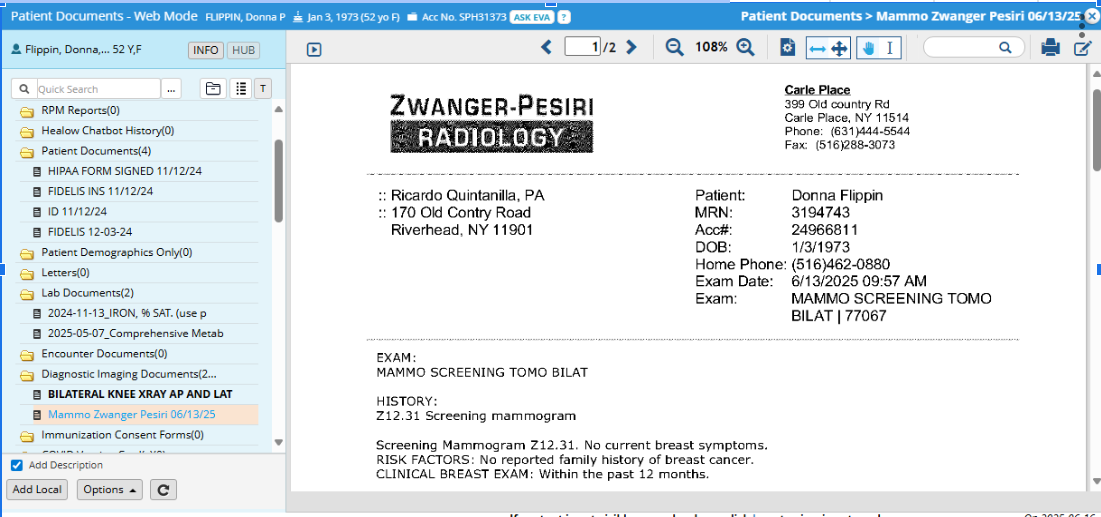 Patient Documents - Web Mode FLIPPIN, Donna P Jan 3, 1973 (52 yo F) Acc No. SPH31373 ASK EVA ?
Patient Documents > Mammo Zwanger Pesiri 06/13/25
Flippin, Donna,... 52 Y,F INFO HUB
Quick Search ... T
RPM Reports(0)
Healow Chatbot History(0)
Patient Documents(4)
HIPAA FORM SIGNED 11/12/24
FIDELIS INS 11/12/24
ID 11/12/24
FIDELIS 12-03-24
Patient Demographics Only(0)
Letters(0)
Lab Documents(2)
2024-11-13_IRON, % SAT. (use p
2025-05-07_Comprehensive Metab
Encounter Documents(0)
Diagnostic Imaging Documents(2...
BILATERAL KNEE XRAY AP AND LAT
Mammo Zwanger Pesiri 06/13/25
Immunization Consent Forms(0)
Add Description
Add Local Options
1 /2 108%
ZWANGER-PESIRI
RADIOLOGY
Carle Place
399 Old country Rd
Carle Place, NY 11514
Phone: (631)444-5544
Fax: (516)288-3073
:: Ricardo Quintanilla, PA
:: 170 Old Contry Road
Riverhead, NY 11901
Patient: Donna Flippin
MRN: 3194743
Acc#: 24966811
DOB: 1/3/1973
Home Phone: (516)462-0880
Exam Date: 6/13/2025 09:57 AM
Exam: MAMMO SCREENING TOMO
BILAT | 77067
EXAM:
MAMMO SCREENING TOMO BILAT
HISTORY:
Z12.31 Screening mammogram
Screening Mammogram Z12.31. No current breast symptoms.
RISK FACTORS: No reported family history of breast cancer.
CLINICAL BREAST EXAM: Within the past 12 months.